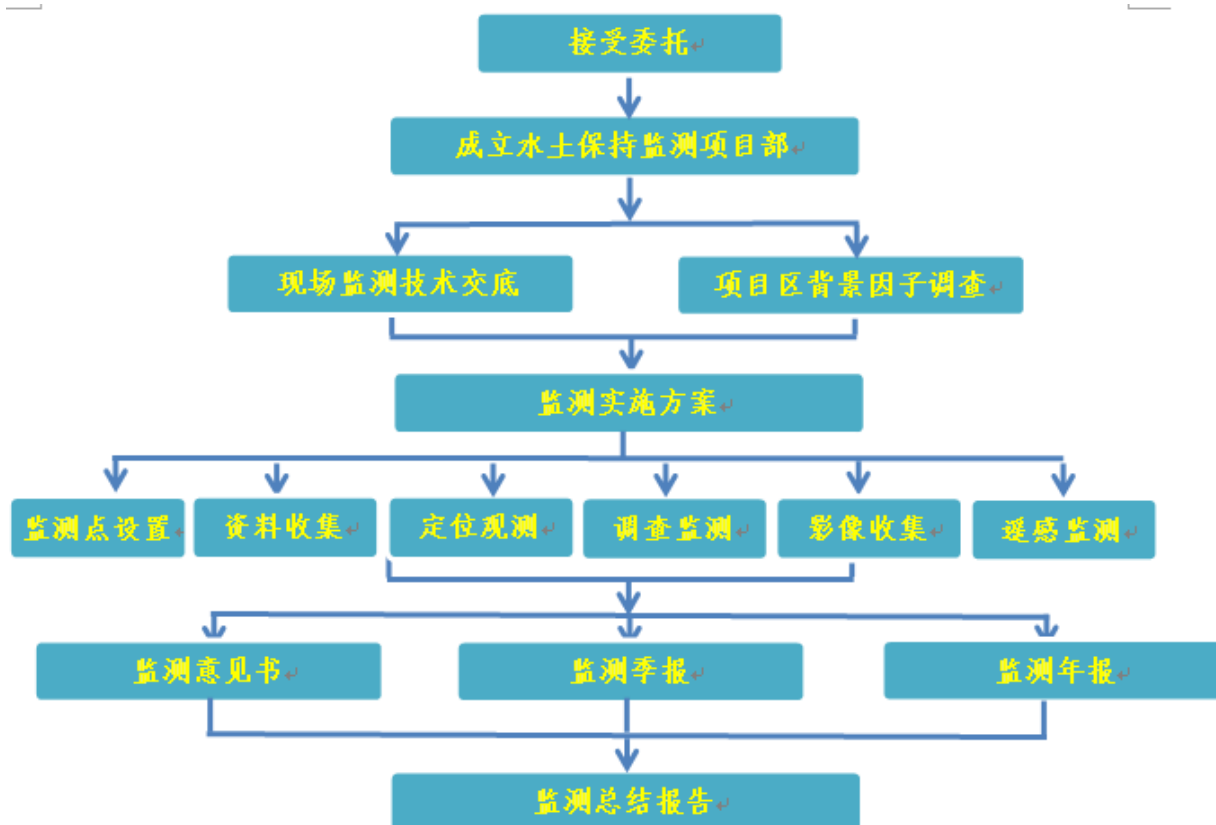 接受委托
成立水土保持监测项目部
现场监测技术交底
项目区背景因子调查
监测实施方案
监测点设置
资料收集
定位观测
调查监测
影像收集
遥感监测
监测意见书
监测季报
监测年报
监测总结报告